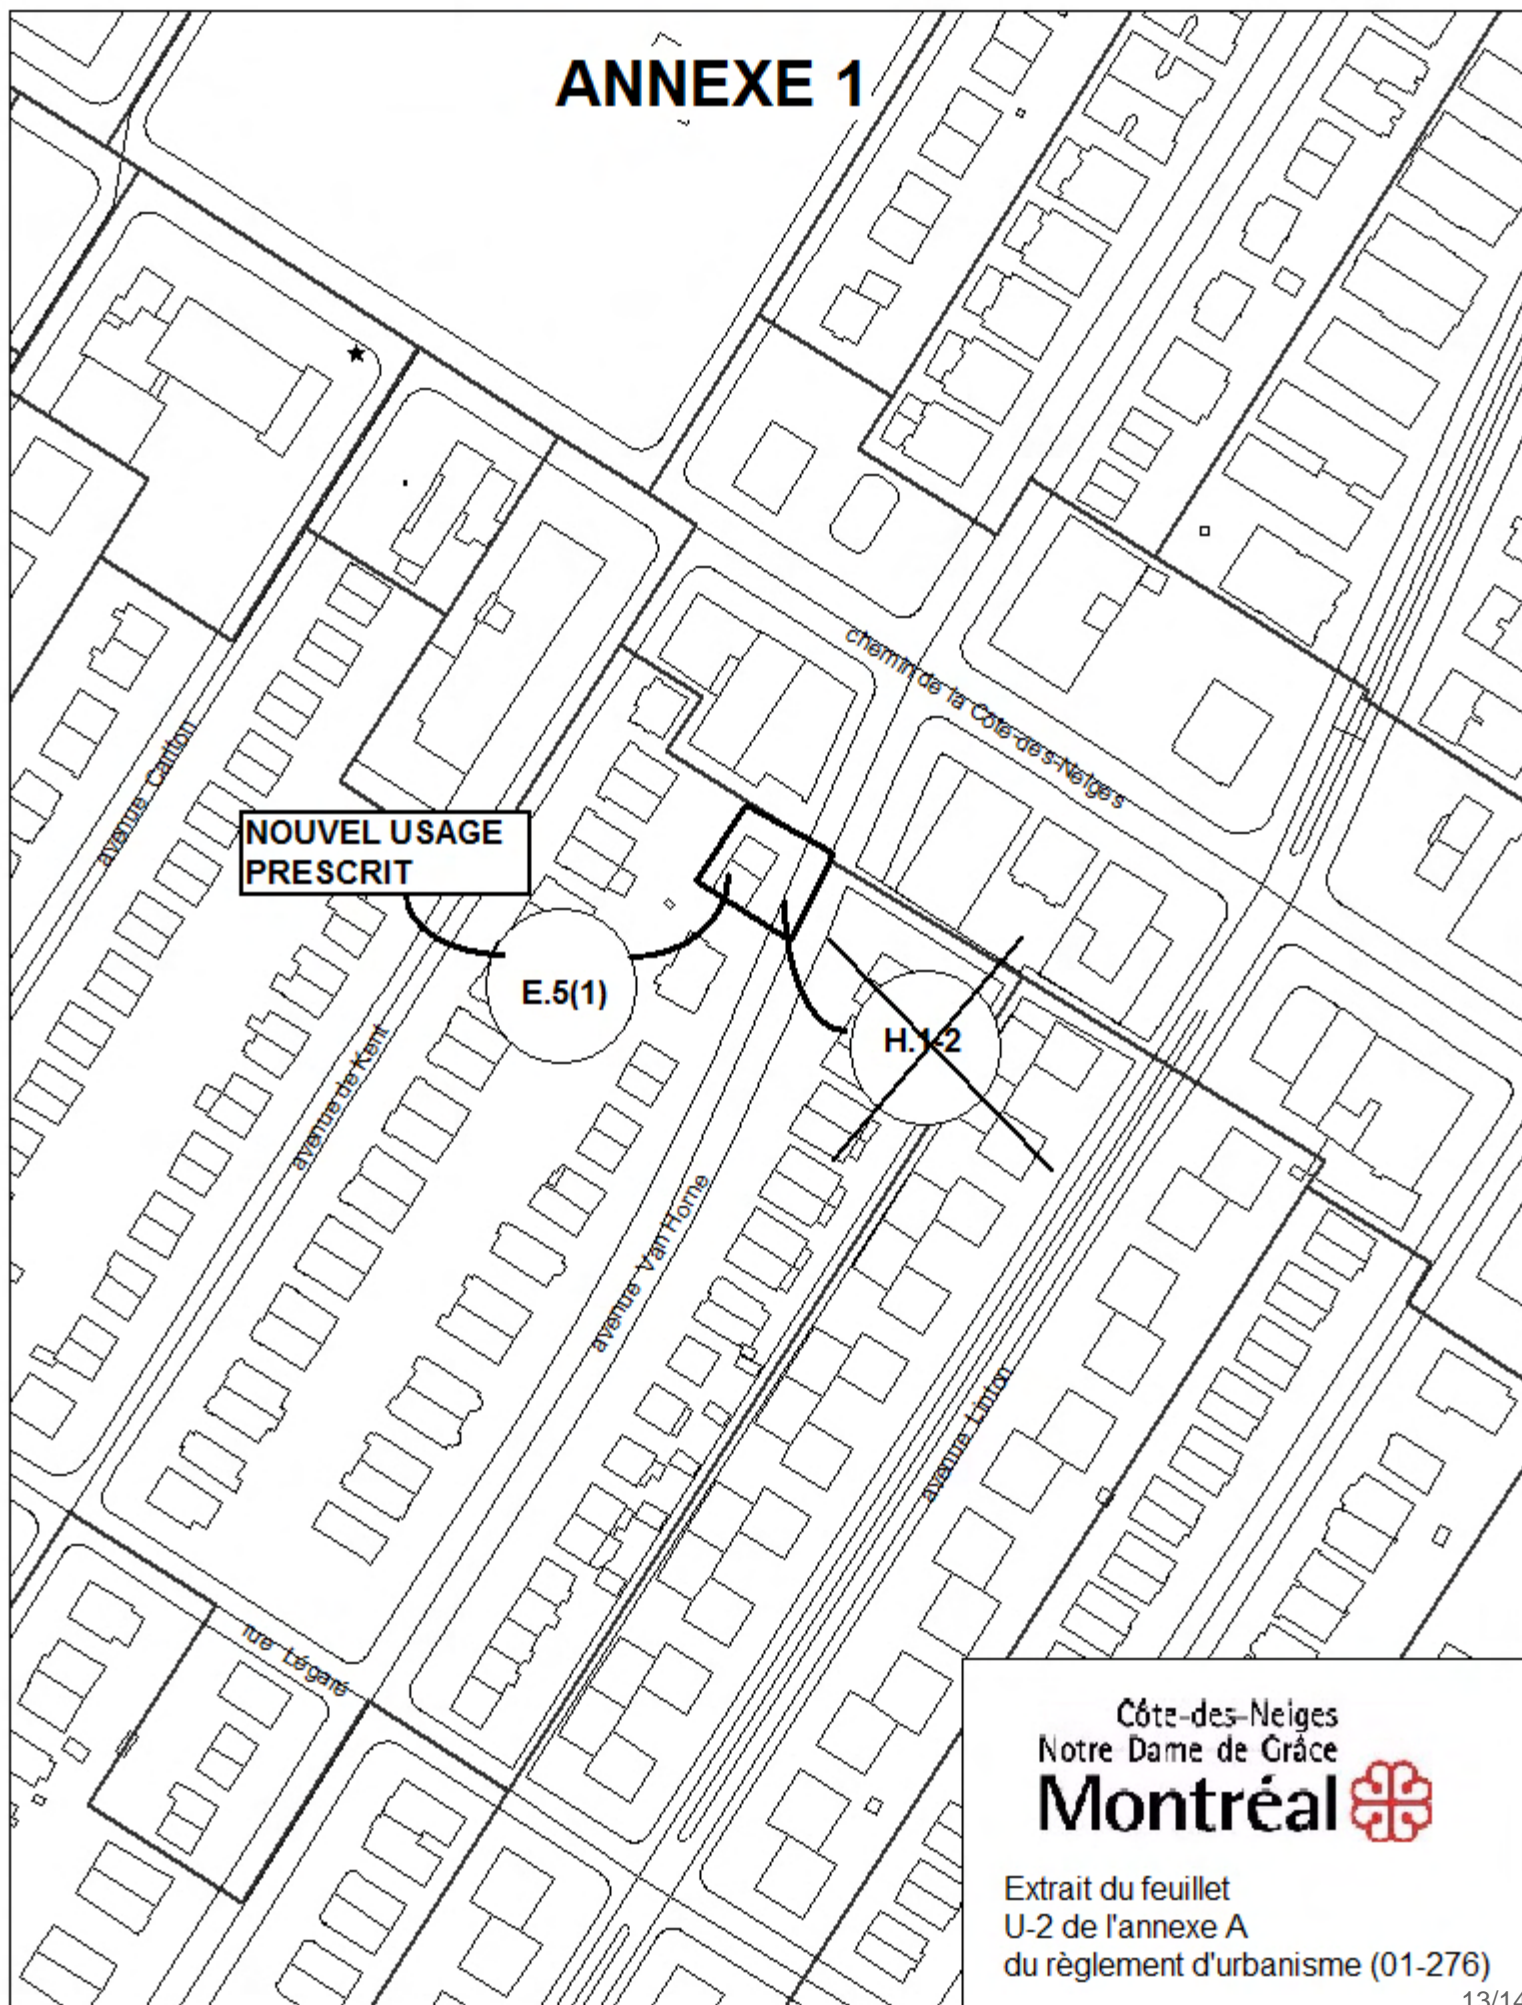 ANNEXE 1
chemin de la Côte-des-Neiges
avenue Carlton
NOUVEL USAGE
PRESCRIT
E.5(1)
H.1-2
avenue de Kent
avenue Van Horne
avenue Linton
rue Légaré
Côte-des-Neiges
Notre Dame de Grâce
Montréal
Extrait du feuillet
U-2 de l'annexe A
du règlement d'urbanisme (01-276)
13/14